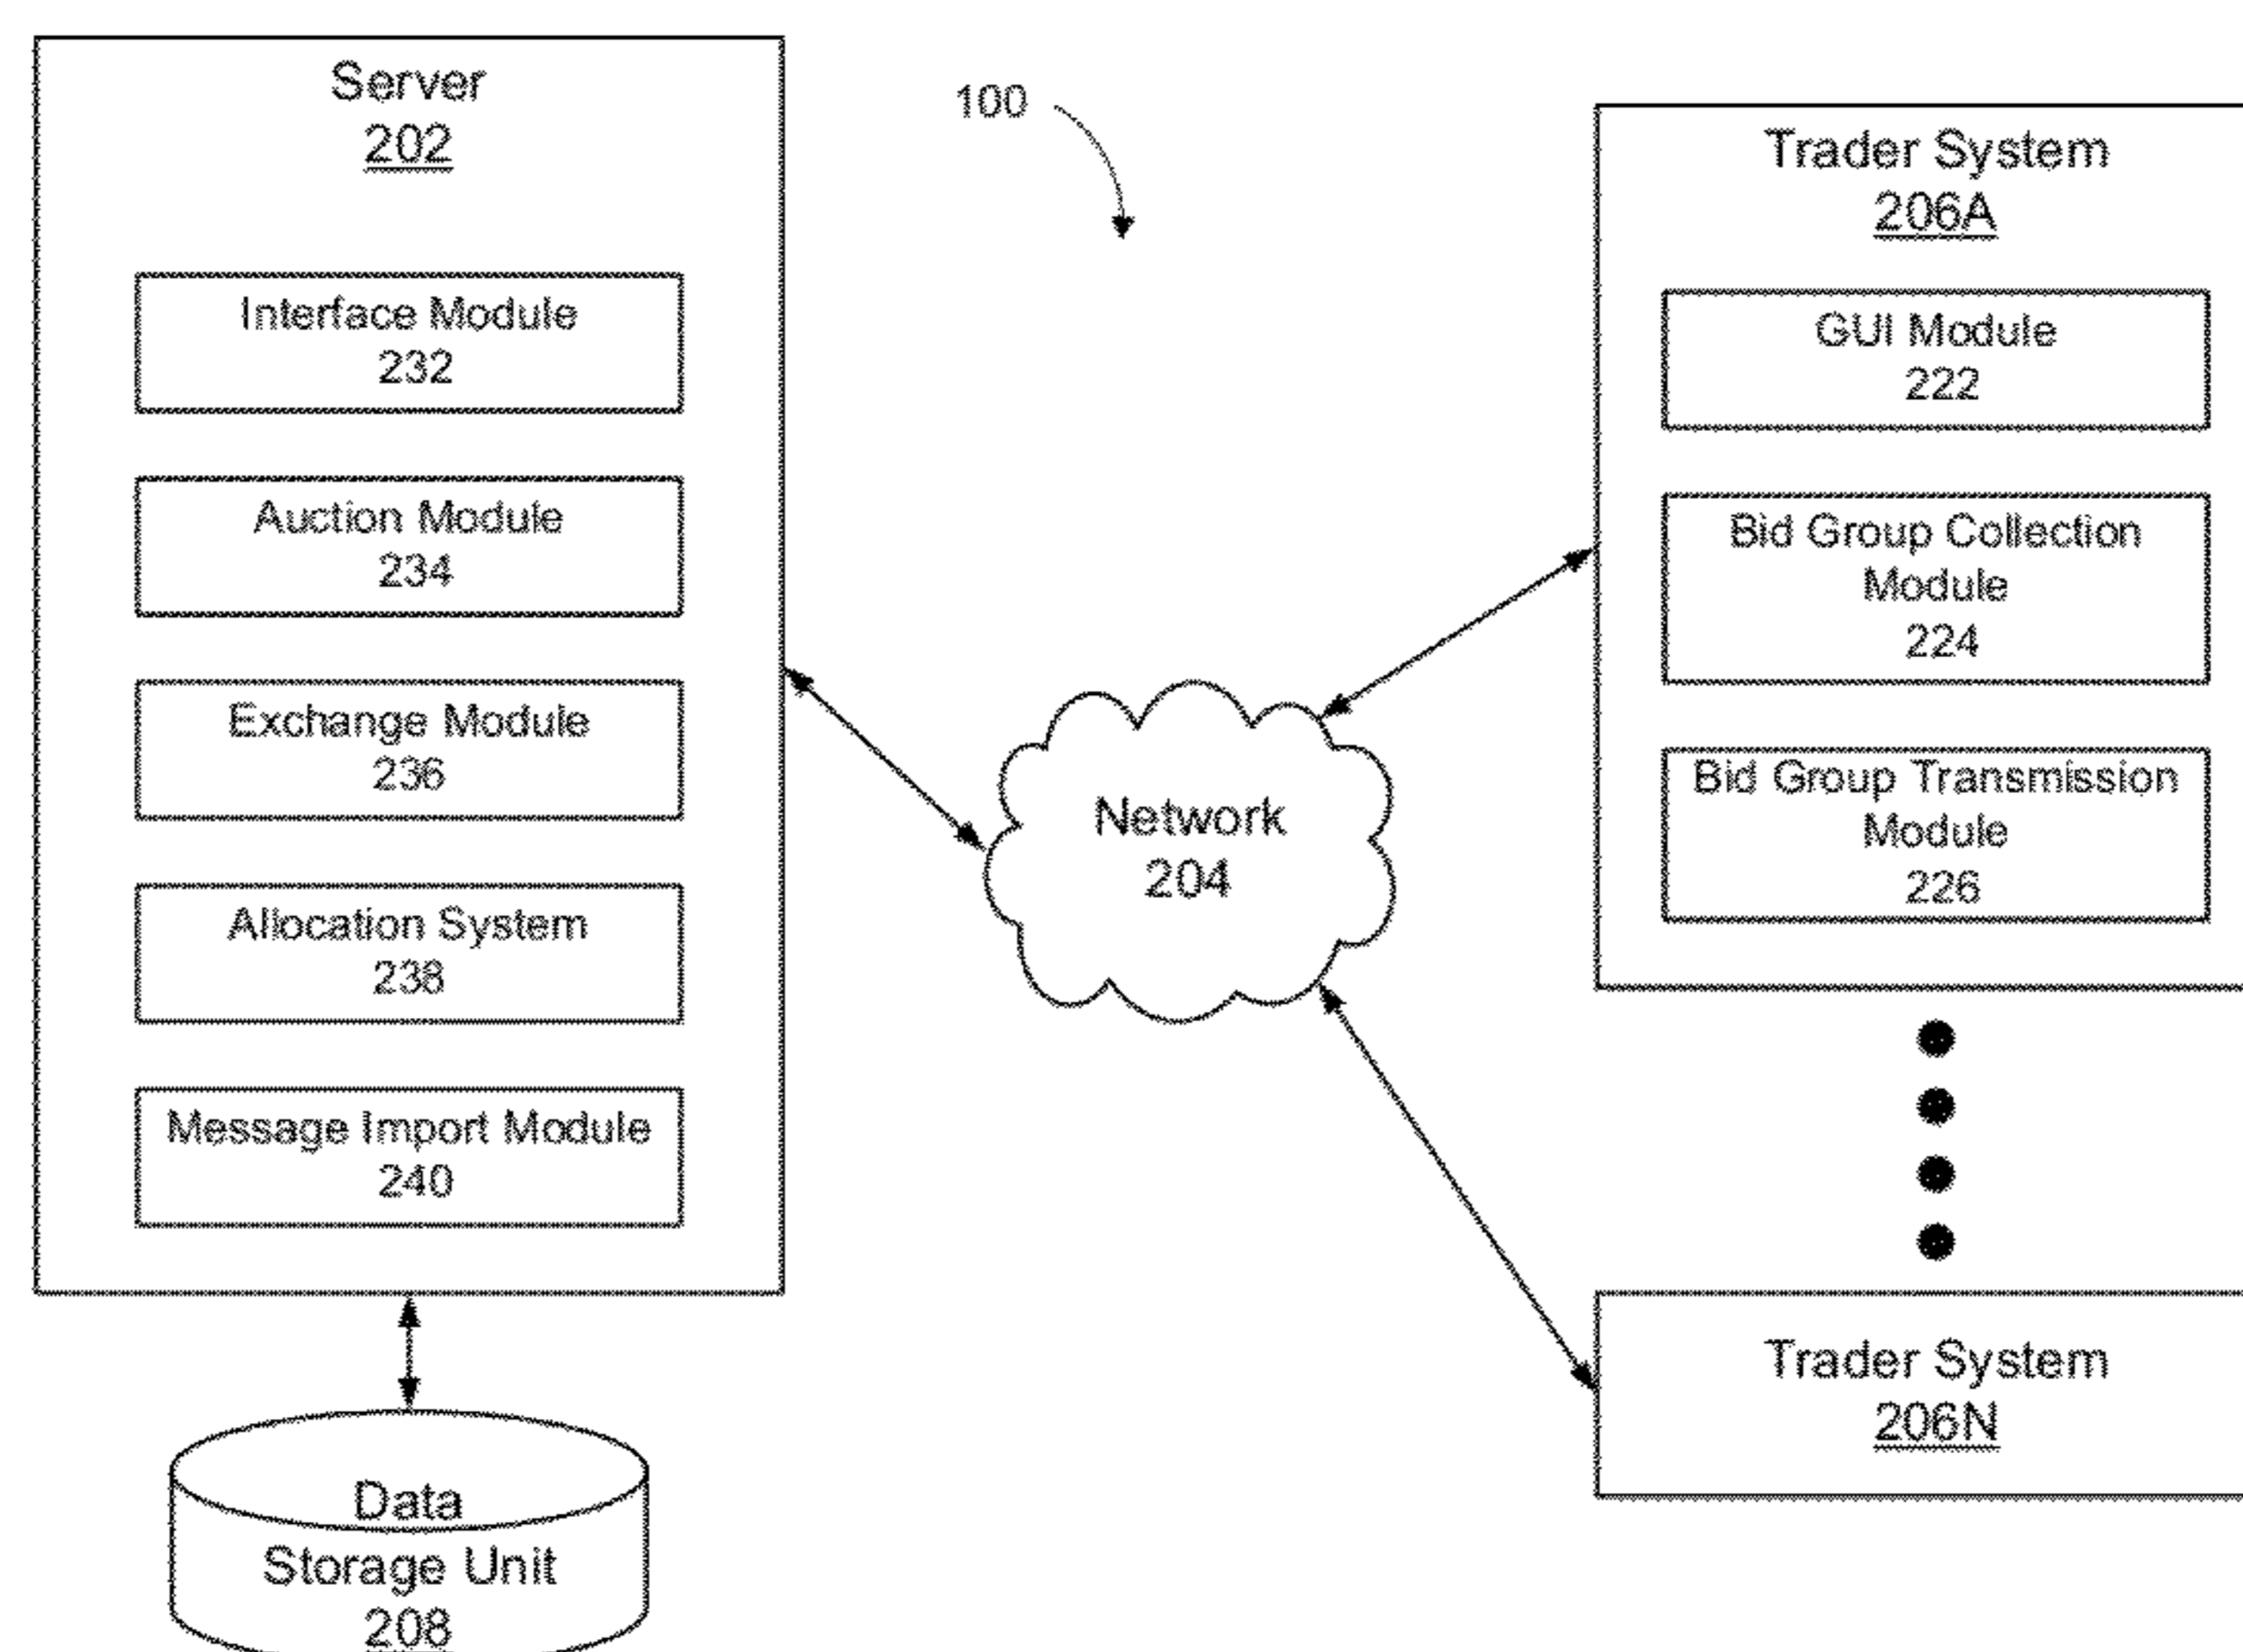 Server
202
Interface Module
232
Auction Module
234
Exchange Module
236
Allocation System
238
Message Import Module
240
Data
Storage Unit
208
100
Network
204
Trader System
206A
GUI Module
222
Bid Group Collection
Module
224
Bid Group Transmission
Module
226
Trader System
206N